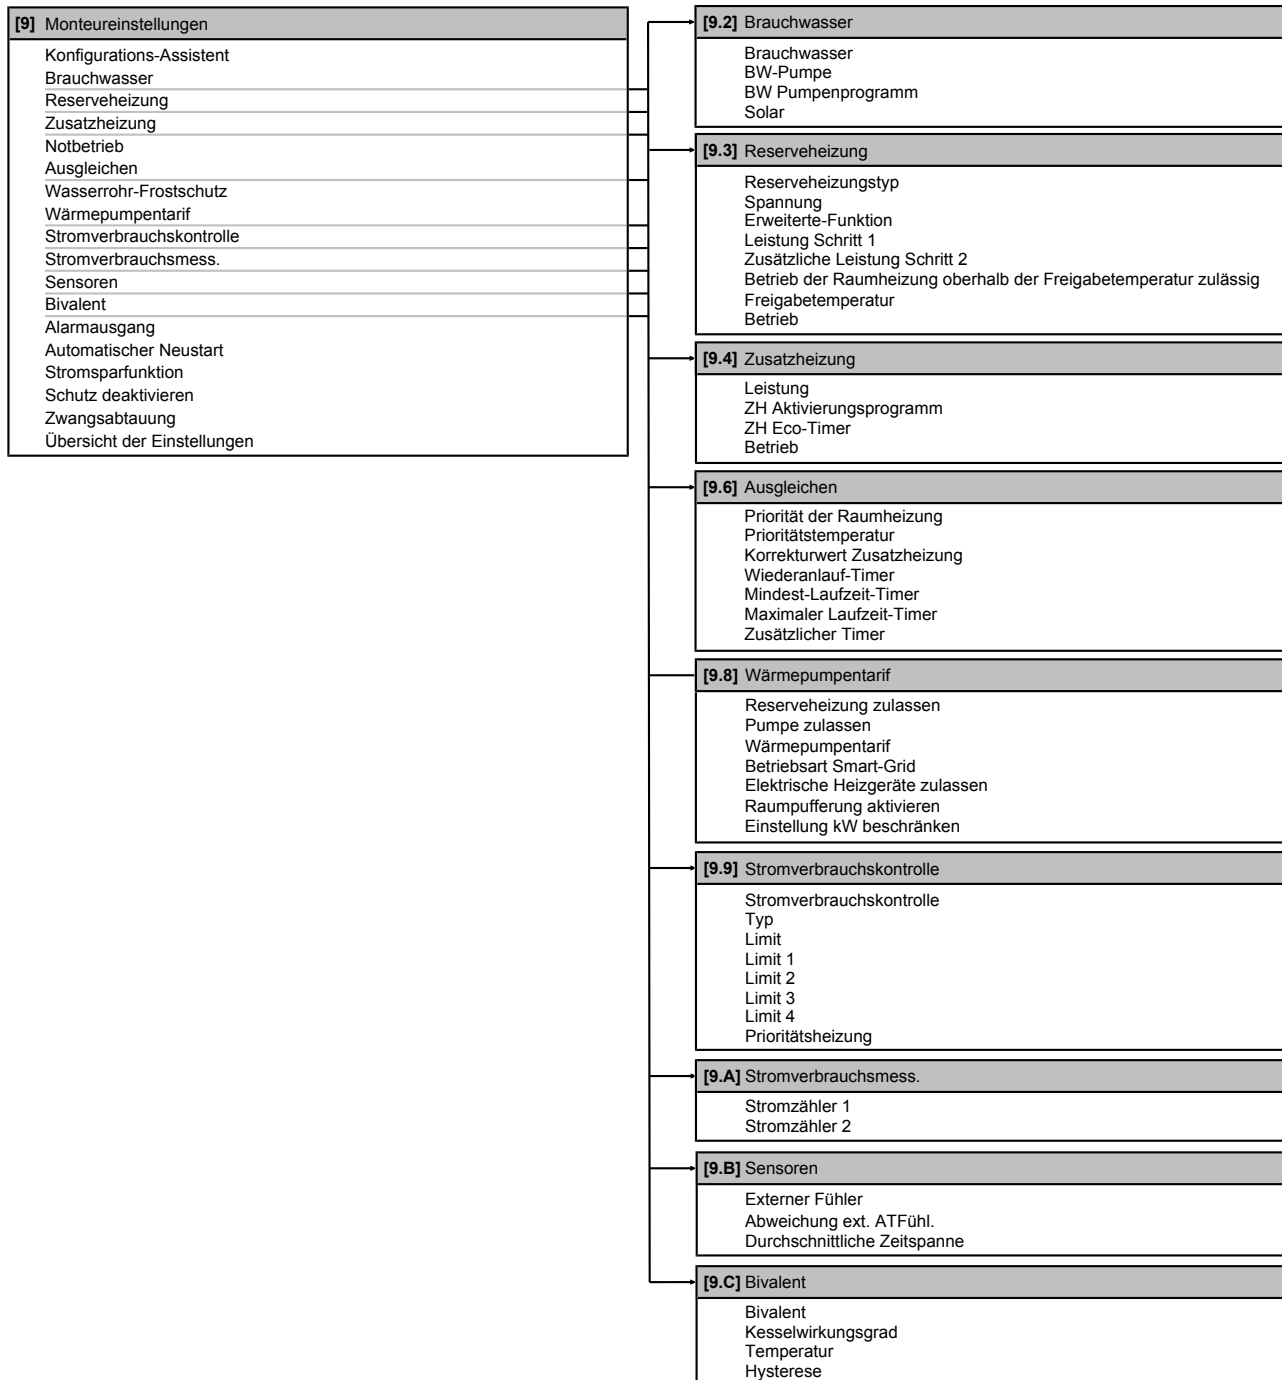 [9] Monteureinstellungen
Konfigurations-Assistent
Brauchwasser
Reserveheizung
Zusatzheizung
Notbetrieb
Ausgleichen
Wasserrohr-Frostschutz
Wärmepumpentarif
Stromverbrauchskontrolle
Stromverbrauchsmess.
Sensoren
Bivalent
Alarmausgang
Automatischer Neustart
Stromsparfunktion
Schutz deaktivieren
Zwangsabtauung
Übersicht der Einstellungen
[9.2] Brauchwasser
Brauchwasser
BW-Pumpe
BW Pumpenprogramm
Solar
[9.3] Reserveheizung
Reserveheizungstyp
Spannung
Erweiterte-Funktion
Leistung Schritt 1
Zusätzliche Leistung Schritt 2
Betrieb der Raumheizung oberhalb der Freigabetemperatur zulässig
Freigabetemperatur
Betrieb
[9.4] Zusatzheizung
Leistung
ZH Aktivierungsprogramm
ZH Eco-Timer
Betrieb
[9.6] Ausgleichen
Priorität der Raumheizung
Prioritätstemperatur
Korrekturwert Zusatzheizung
Wiederanlauf-Timer
Mindest-Laufzeit-Timer
Maximaler Laufzeit-Timer
Zusätzlicher Timer
[9.8] Wärmepumpentarif
Reserveheizung zulassen
Pumpe zulassen
Wärmepumpentarif
Betriebsart Smart-Grid
Elektrische Heizgeräte zulassen
Raumpufferung aktivieren
Einstellung kW beschränken
[9.9] Stromverbrauchskontrolle
Stromverbrauchskontrolle
Typ
Limit
Limit 1
Limit 2
Limit 3
Limit 4
Prioritätsheizung
[9.A] Stromverbrauchsmess.
Stromzähler 1
Stromzähler 2
[9.B] Sensoren
Externer Fühler
Abweichung ext. ATFühl.
Durchschnittliche Zeitspanne
[9.C] Bivalent
Bivalent
Kesselwirkungsgrad
Temperatur
Hysterese